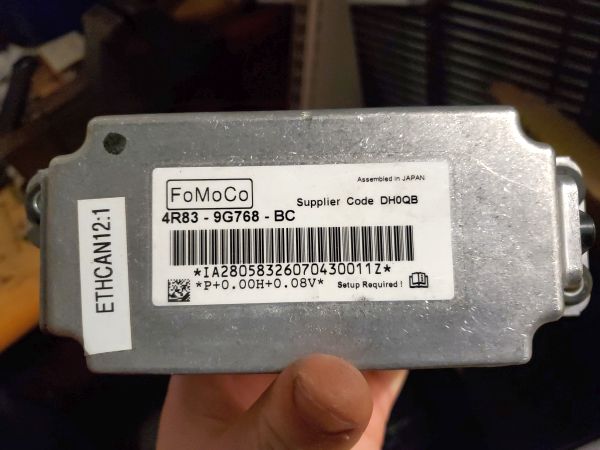 Assembled in JAPAN
FoMoCo
Supplier Code DH0QB
4R83 - 9G768 - BC
*IA28058326070430011Z*
*P+0.00H+0.08V*
Setup Required !
ETHCAN12:1